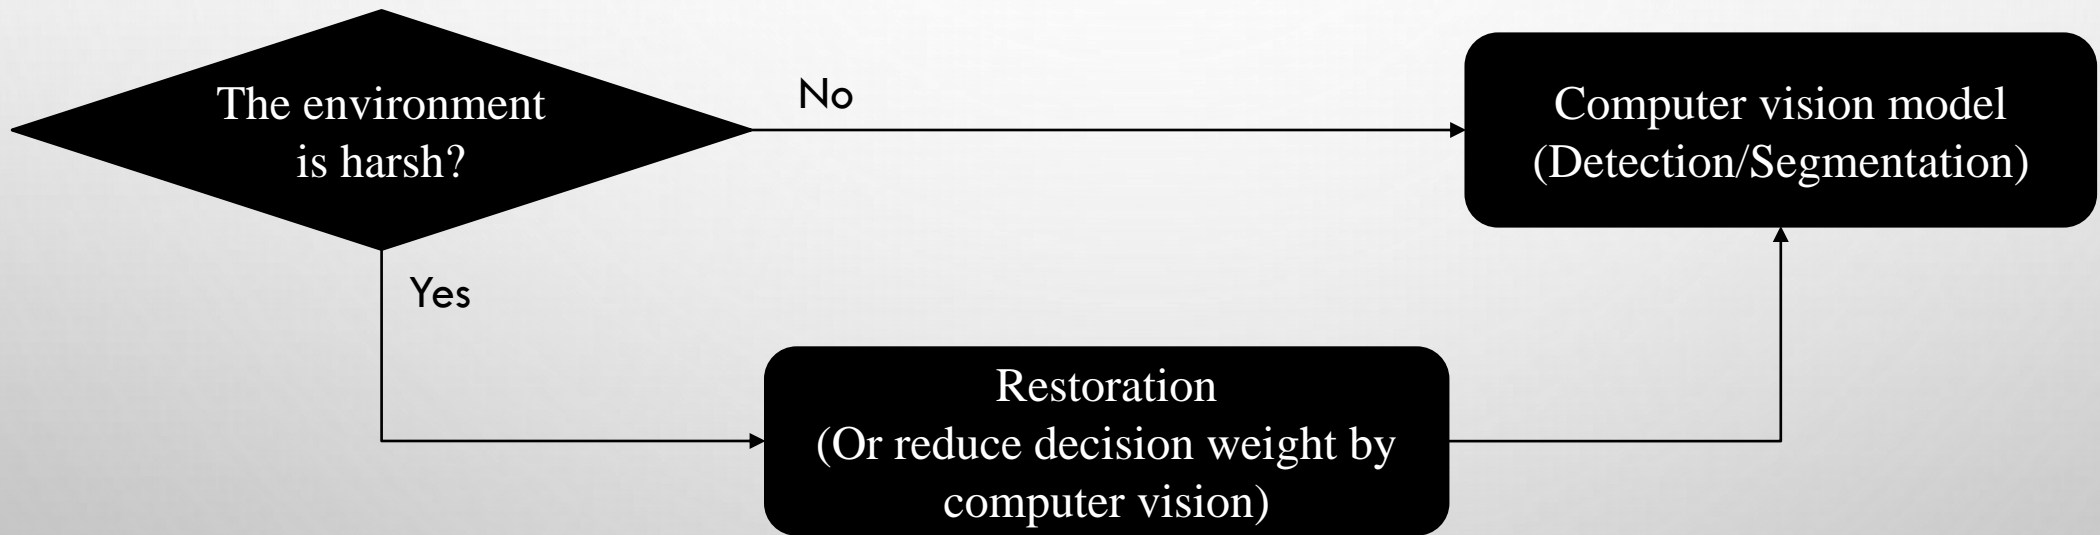 The environment
is harsh?
No
Computer vision model
(Detection/Segmentation)
Yes
Restoration
(Or reduce decision weight by
computer vision)